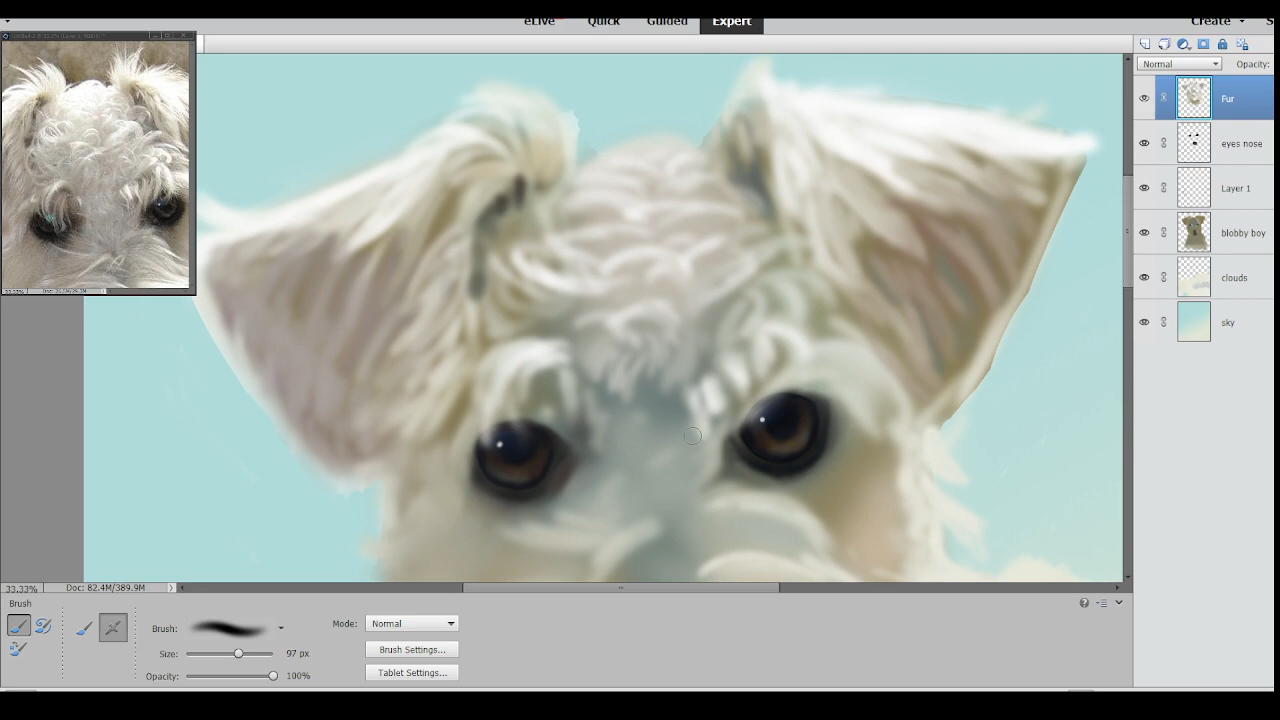 eLive Quick Guided Expert Create S
Normal Opacity:
Fur
eyes nose
Layer 1
blobby boy
clouds
sky
33.33% Doc: 82.4M/389.9M
Brush
Brush:
Mode: Normal
Size: 97 px
Brush Settings...
Opacity: 100%
Tablet Settings...